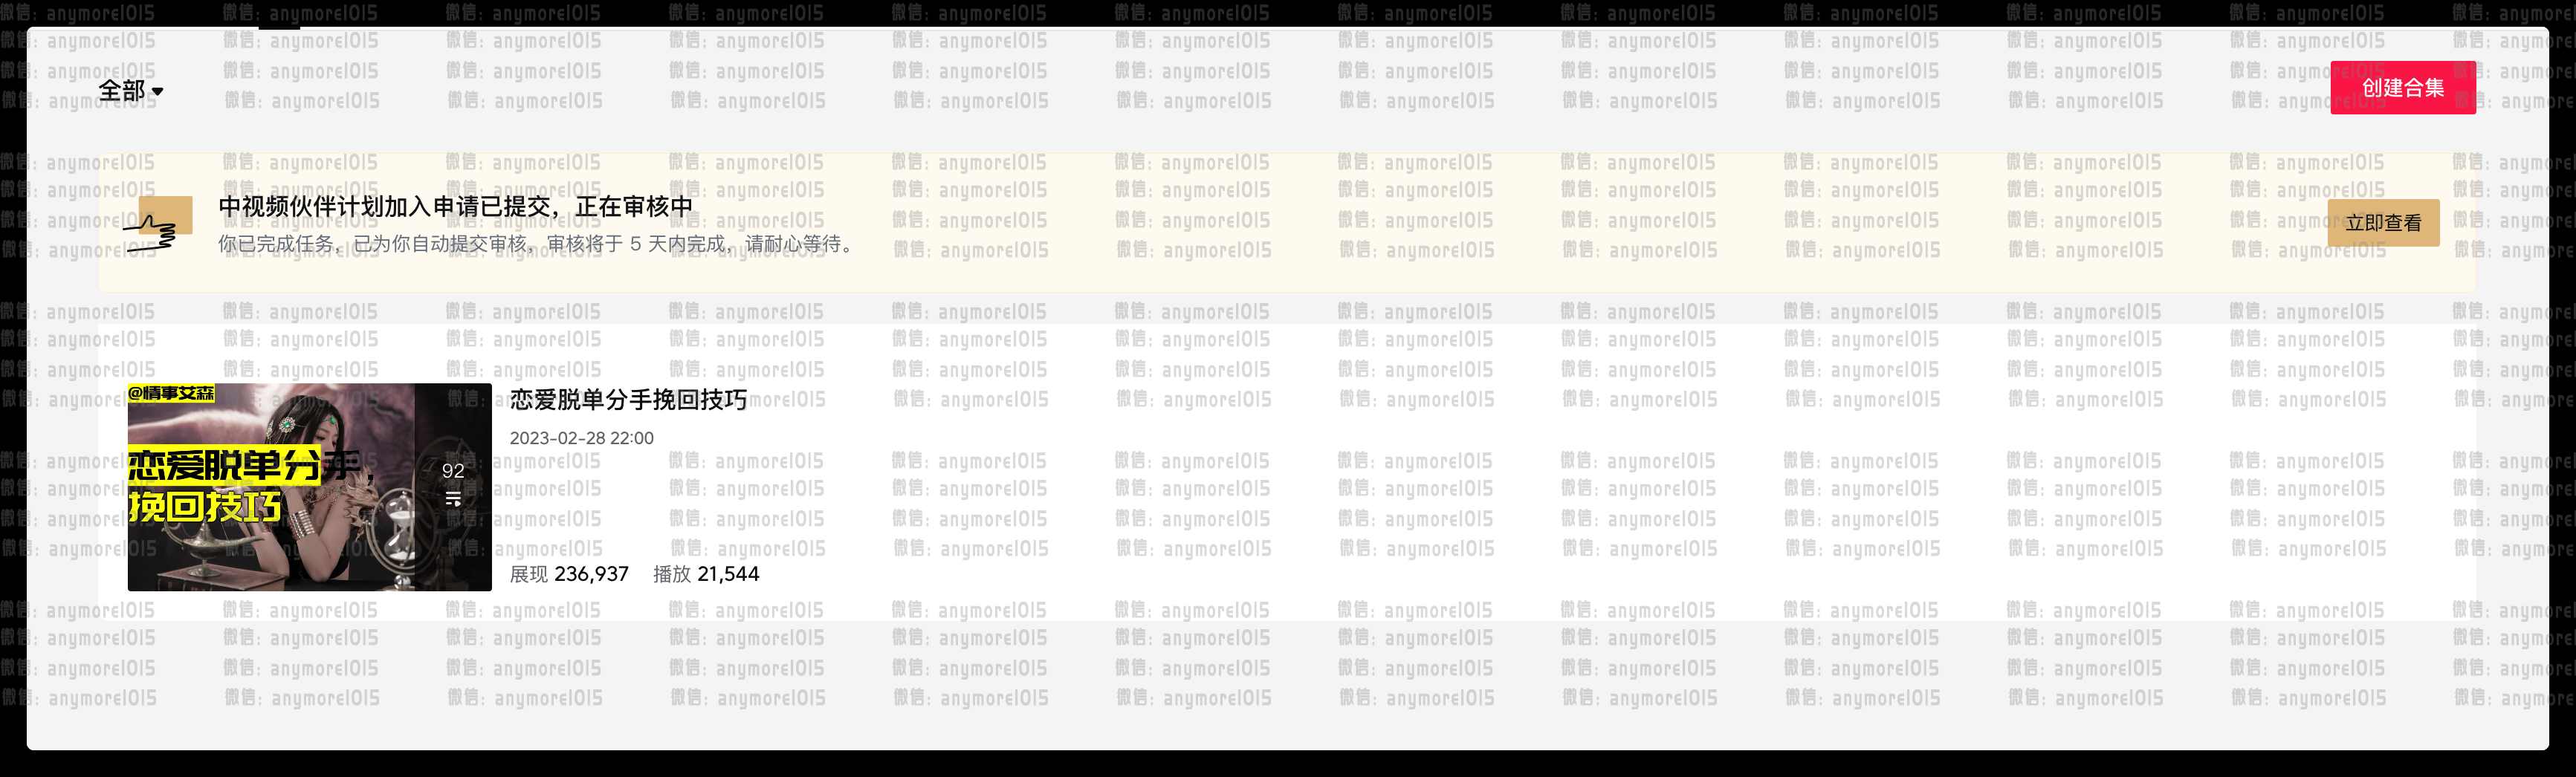 全部
创建合集
中视频伙伴计划加入申请已提交，正在审核中
你已完成任务，已为你自动提交审核，审核将于 5 天内完成，请耐心等待。
立即查看
@情事艾森
恋爱脱单分手，
挽回技巧
92
恋爱脱单分手挽回技巧
2023-02-28 22:00
展现 236,937 播放 21,544
微信: anymore1015